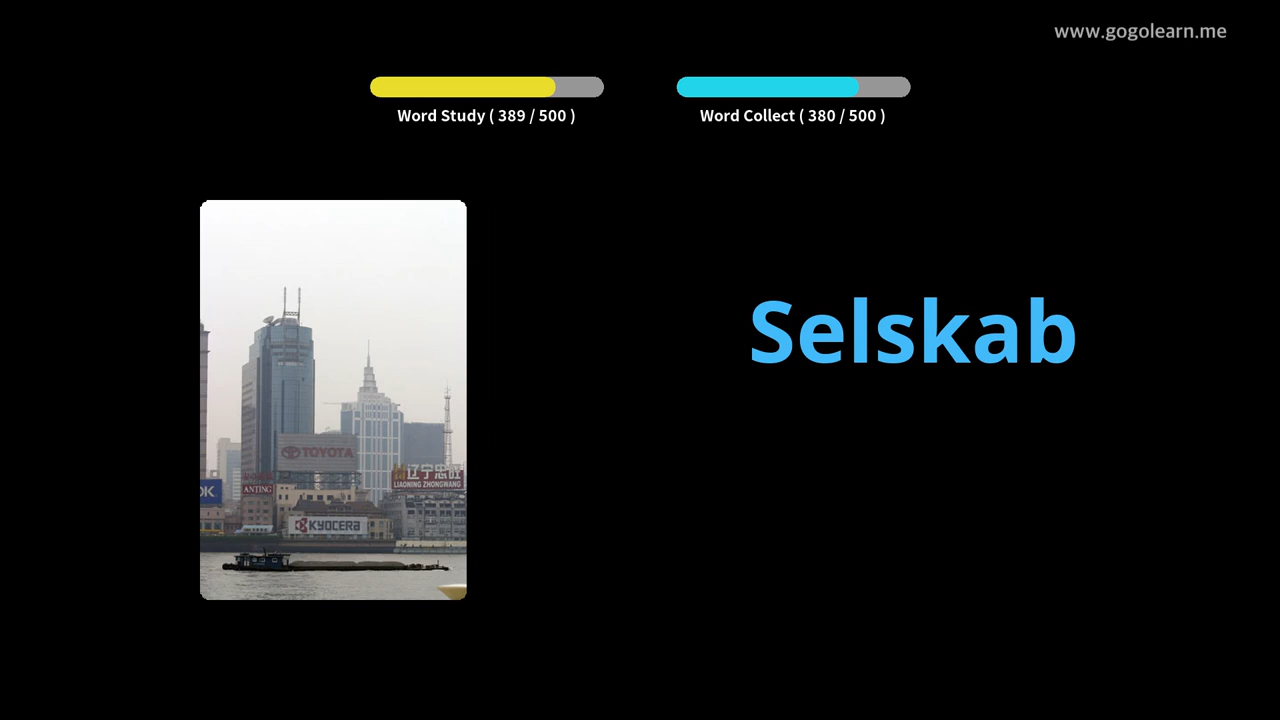 www.gogolearn.me
Word Study ( 389 / 500 )
Word Collect ( 380 / 500 )
Selskab
TOYOTA
辽宁忠旺
LIAONING ZHONGWANG
OK
ANTING
KYOCERA